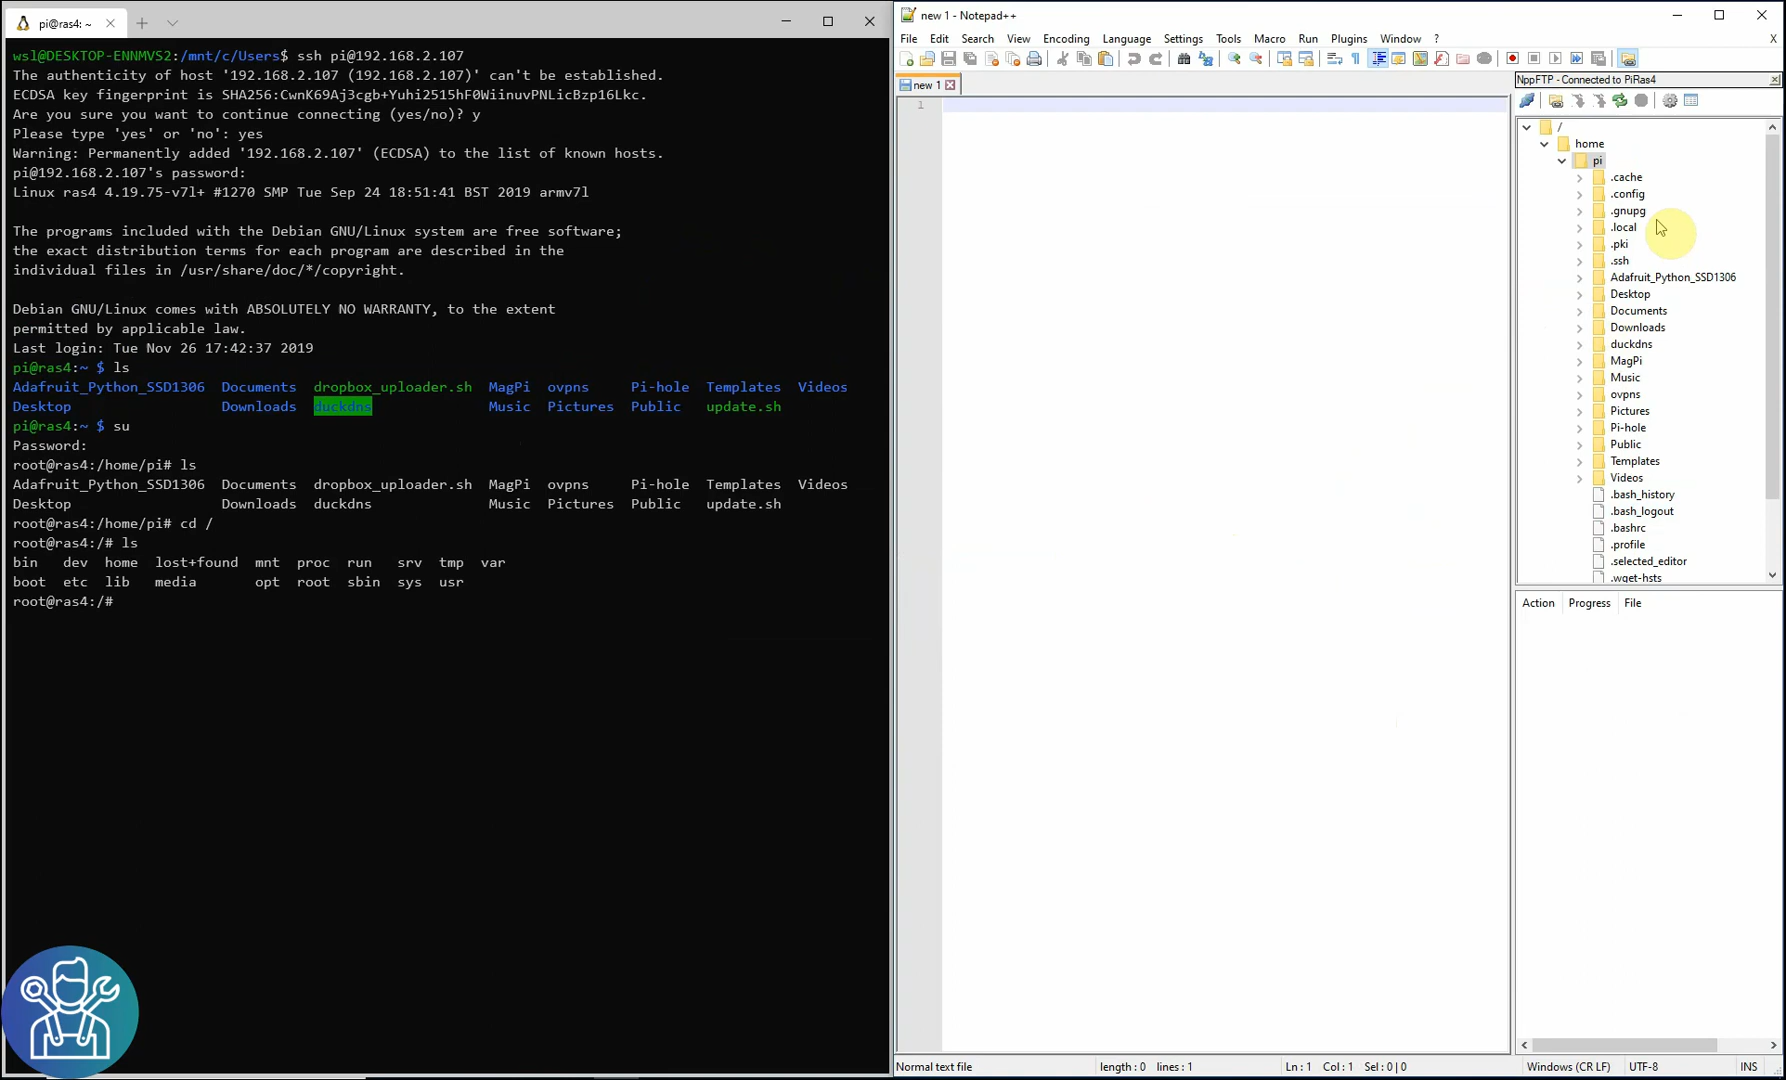 pi@ras4: ~
wsl@DESKTOP-ENNMVS2:/mnt/c/Users$ ssh pi@192.168.2.107
The authenticity of host '192.168.2.107 (192.168.2.107)' can't be established.
ECDSA key fingerprint is SHA256:CwnK69Aj3cgb+Yuhi2515hF0WiinuvPNLicBzp16Lkc.
Are you sure you want to continue connecting (yes/no)? y
Please type 'yes' or 'no': yes
Warning: Permanently added '192.168.2.107' (ECDSA) to the list of known hosts.
pi@192.168.2.107's password:
Linux ras4 4.19.75-v7l+ #1270 SMP Tue Sep 24 18:51:41 BST 2019 armv7l
The programs included with the Debian GNU/Linux system are free software;
the exact distribution terms for each program are described in the
individual files in /usr/share/doc/*/copyright.
Debian GNU/Linux comes with ABSOLUTELY NO WARRANTY, to the extent
permitted by applicable law.
Last login: Tue Nov 26 17:42:37 2019
pi@ras4:~ $ ls
Adafruit_Python_SSD1306 Documents dropbox_uploader.sh MagPi ovpns Pi-hole Templates Videos
Desktop Downloads duckdns Music Pictures Public update.sh
pi@ras4:~ $ su
Password:
root@ras4:/home/pi# ls
Adafruit_Python_SSD1306 Documents dropbox_uploader.sh MagPi ovpns Pi-hole Templates Videos
Desktop Downloads duckdns Music Pictures Public update.sh
root@ras4:/home/pi# cd /
root@ras4:/# ls
bin dev home lost+found mnt proc run srv tmp var
boot etc lib media opt root sbin sys usr
root@ras4:/#
new 1 - Notepad++
File Edit Search View Encoding Language Settings Tools Macro Run Plugins Window ? X
new 1
1
NppFTP - Connected to PiRas4
/
home
pi
.cache
.config
.gnupg
.local
.pki
.ssh
Adafruit_Python_SSD1306
Desktop
Documents
Downloads
duckdns
MagPi
Music
ovpns
Pictures
Pi-hole
Public
Templates
Videos
.bash_history
.bash_logout
.bashrc
.profile
.selected_editor
.wget-hsts
Action Progress File
Normal text file length : 0 lines : 1 Ln : 1 Col : 1 Sel : 0 | 0 Windows (CR LF) UTF-8 INS